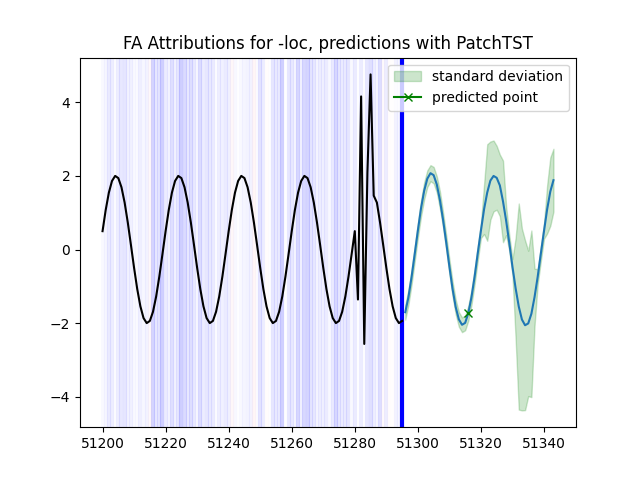 FA Attributions for -loc, predictions with PatchTST
standard deviation
predicted point
4
2
0
−2
−4
51200 51220 51240 51260 51280 51300 51320 51340